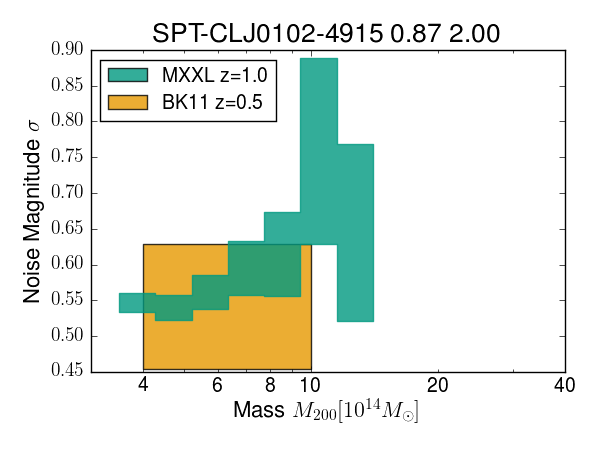 SPT-CLJ0102-4915 0.87 2.00
0.90
0.85
0.80
0.75
0.70
0.65
0.60
0.55
0.50
0.45
Noise Magnitude σ
MXXL z=1.0
BK11 z=0.5
4 6 8 10 20 40
Mass M₂₀₀[10¹⁴M☉]